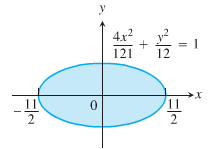 y
4x²/121 + y²/12 = 1
-11/2 0 11/2 x